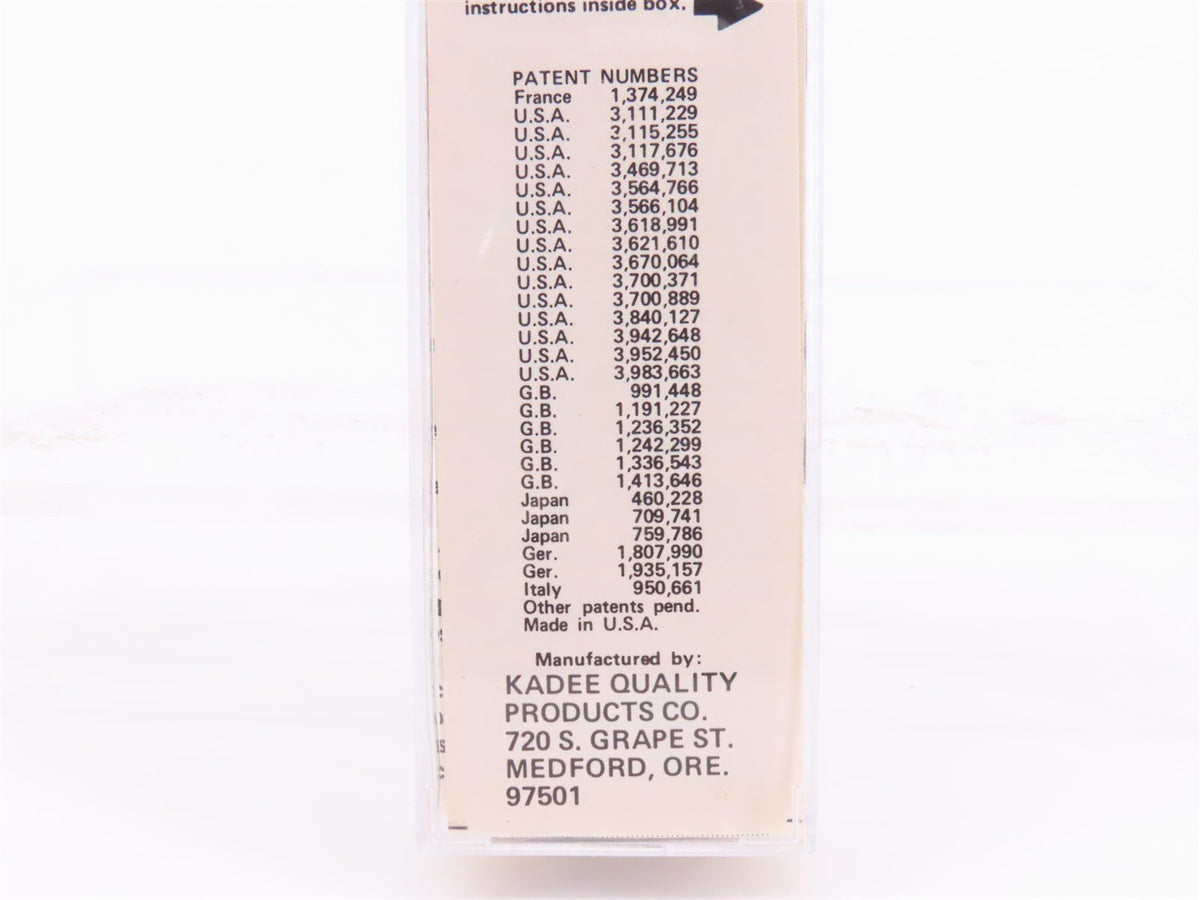 instructions inside box.
PATENT NUMBERS
France 1,374,249
U.S.A. 3,111,229
U.S.A. 3,115,255
U.S.A. 3,117,676
U.S.A. 3,469,713
U.S.A. 3,564,766
U.S.A. 3,566,104
U.S.A. 3,618,991
U.S.A. 3,621,610
U.S.A. 3,670,064
U.S.A. 3,700,371
U.S.A. 3,700,889
U.S.A. 3,840,127
U.S.A. 3,942,648
U.S.A. 3,952,450
U.S.A. 3,983,663
G.B. 991,448
G.B. 1,191,227
G.B. 1,236,352
G.B. 1,242,299
G.B. 1,336,543
G.B. 1,413,646
Japan 460,228
Japan 709,741
Japan 759,786
Ger. 1,807,990
Ger. 1,935,157
Italy 950,661
Other patents pend.
Made in U.S.A.
Manufactured by:
KADEE QUALITY
PRODUCTS CO.
720 S. GRAPE ST.
MEDFORD, ORE.
97501